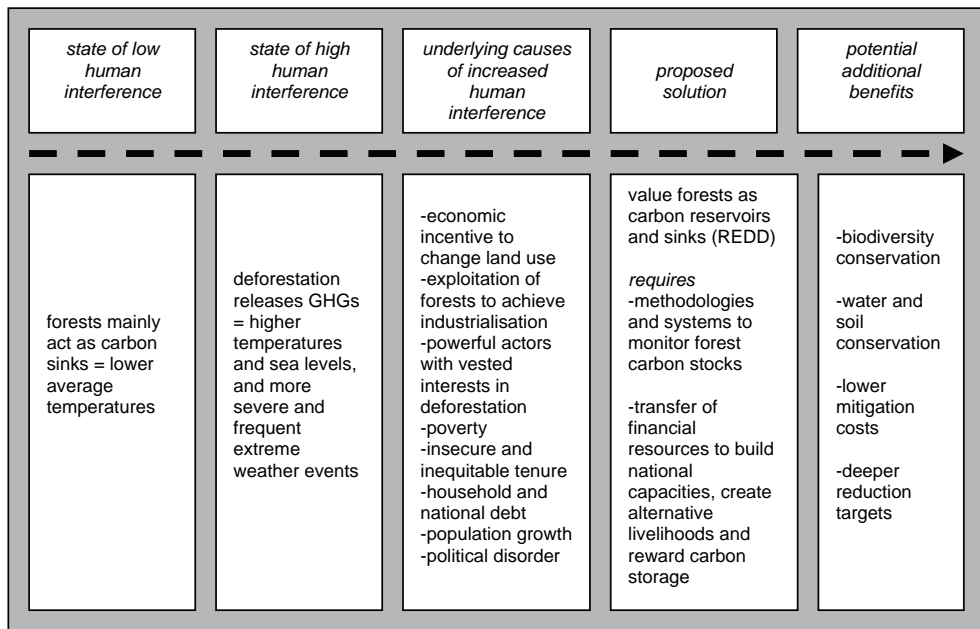 state of low
human
interference
state of high
human
interference
underlying causes
of increased
human
interference
proposed
solution
potential
additional
benefits
forests mainly
act as carbon
sinks = lower
average
temperatures
deforestation
releases GHGs
= higher
temperatures
and sea levels,
and more
severe and
frequent
extreme
weather events
-economic
incentive to
change land use
-exploitation of
forests to achieve
industrialisation
-powerful actors
with vested
interests in
deforestation
-poverty
-insecure and
inequitable tenure
-household and
national debt
-population growth
-political disorder
value forests as
carbon reservoirs
and sinks (REDD)
requires
-methodologies
and systems to
monitor forest
carbon stocks
-transfer of
financial
resources to build
national
capacities, create
alternative
livelihoods and
reward carbon
storage
-biodiversity
conservation
-water and
soil
conservation
-lower
mitigation
costs
-deeper
reduction
targets